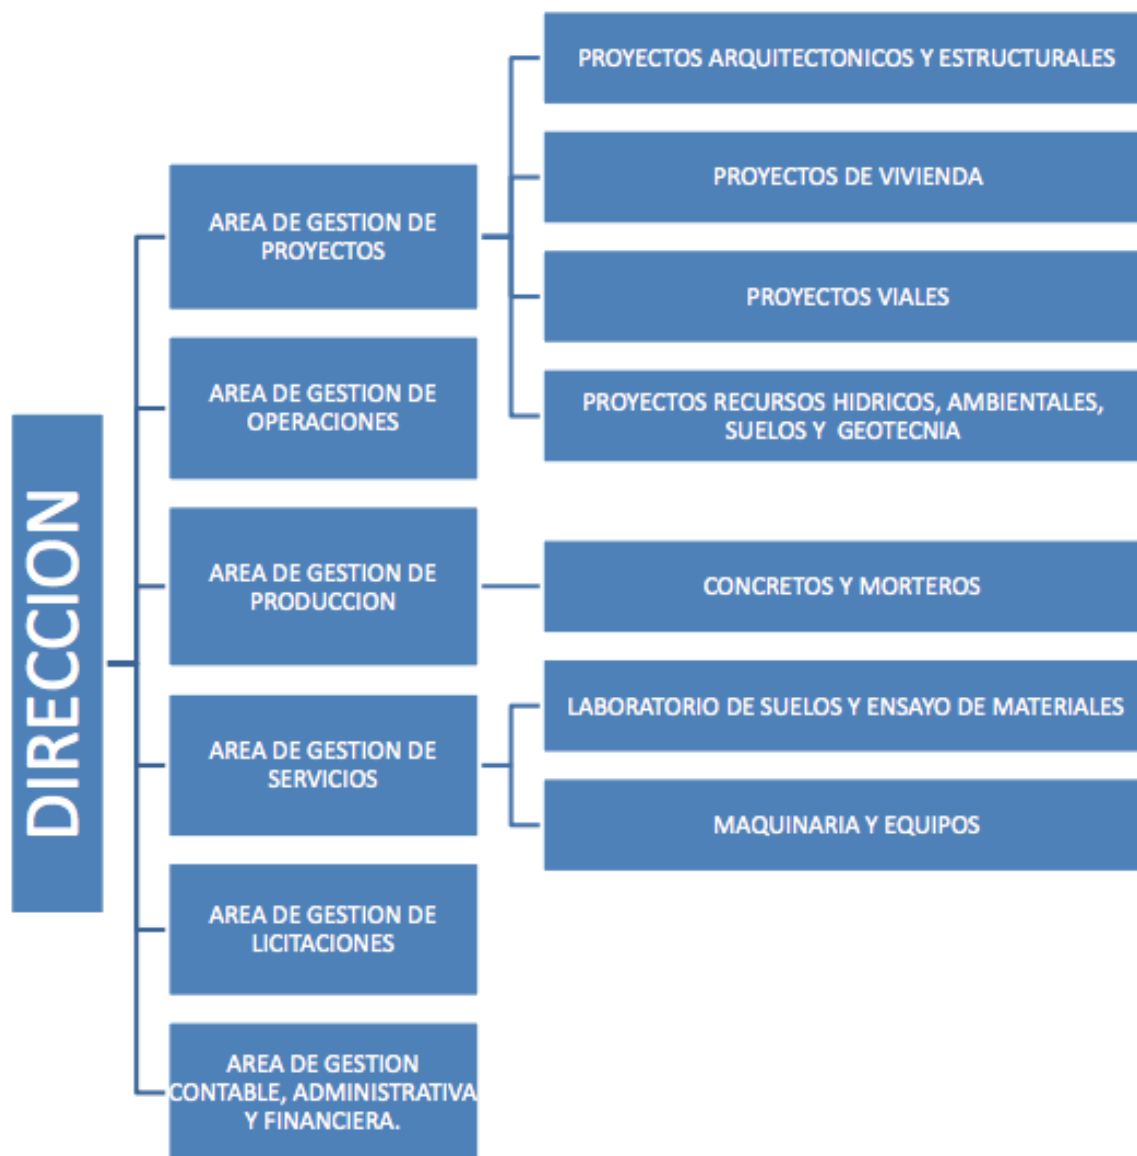 DIRECCION
AREA DE GESTION DE
PROYECTOS
PROYECTOS ARQUITECTONICOS Y ESTRUCTURALES
PROYECTOS DE VIVIENDA
PROYECTOS VIALES
PROYECTOS RECURSOS HIDRICOS, AMBIENTALES,
SUELOS Y GEOTECNIA
AREA DE GESTION DE
OPERACIONES
AREA DE GESTION DE
PRODUCCION
CONCRETOS Y MORTEROS
AREA DE GESTION DE
SERVICIOS
LABORATORIO DE SUELOS Y ENSAYO DE MATERIALES
MAQUINARIA Y EQUIPOS
AREA DE GESTION DE
LICITACIONES
AREA DE GESTION
CONTABLE, ADMINISTRATIVA
Y FINANCIERA.